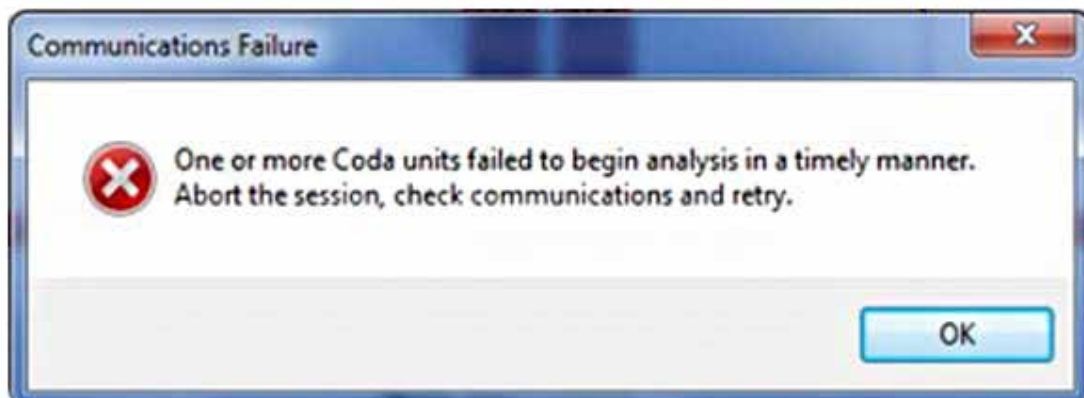 Communications Failure
One or more Coda units failed to begin analysis in a timely manner.
Abort the session, check communications and retry.
OK